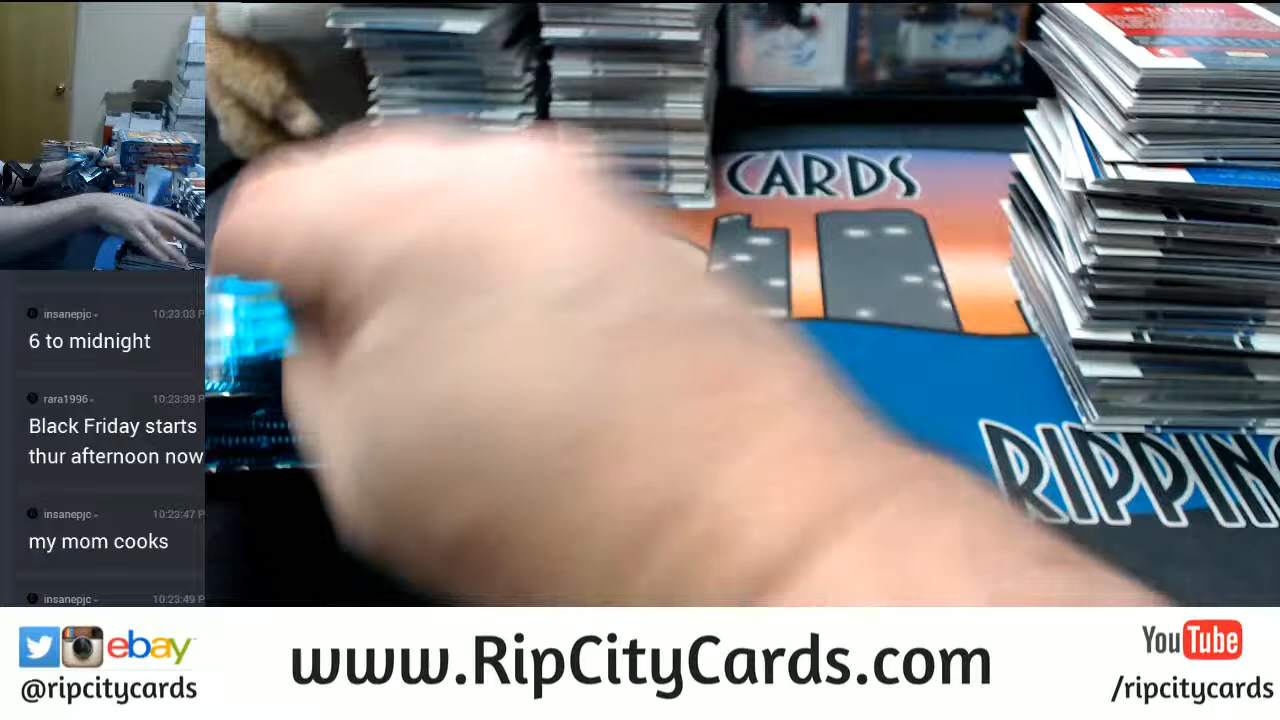 CARDS
RIPPIN
insanepjc
10:23:03 P
6 to midnight
rara1996
10:23:39
Black Friday starts
thur afternoon now
insanepjc
10:23:47
my mom cooks
insanepjc
10:23:49
ebay
@ripcitycards
www.RipCityCards.com
YouTube
/ripcitycards